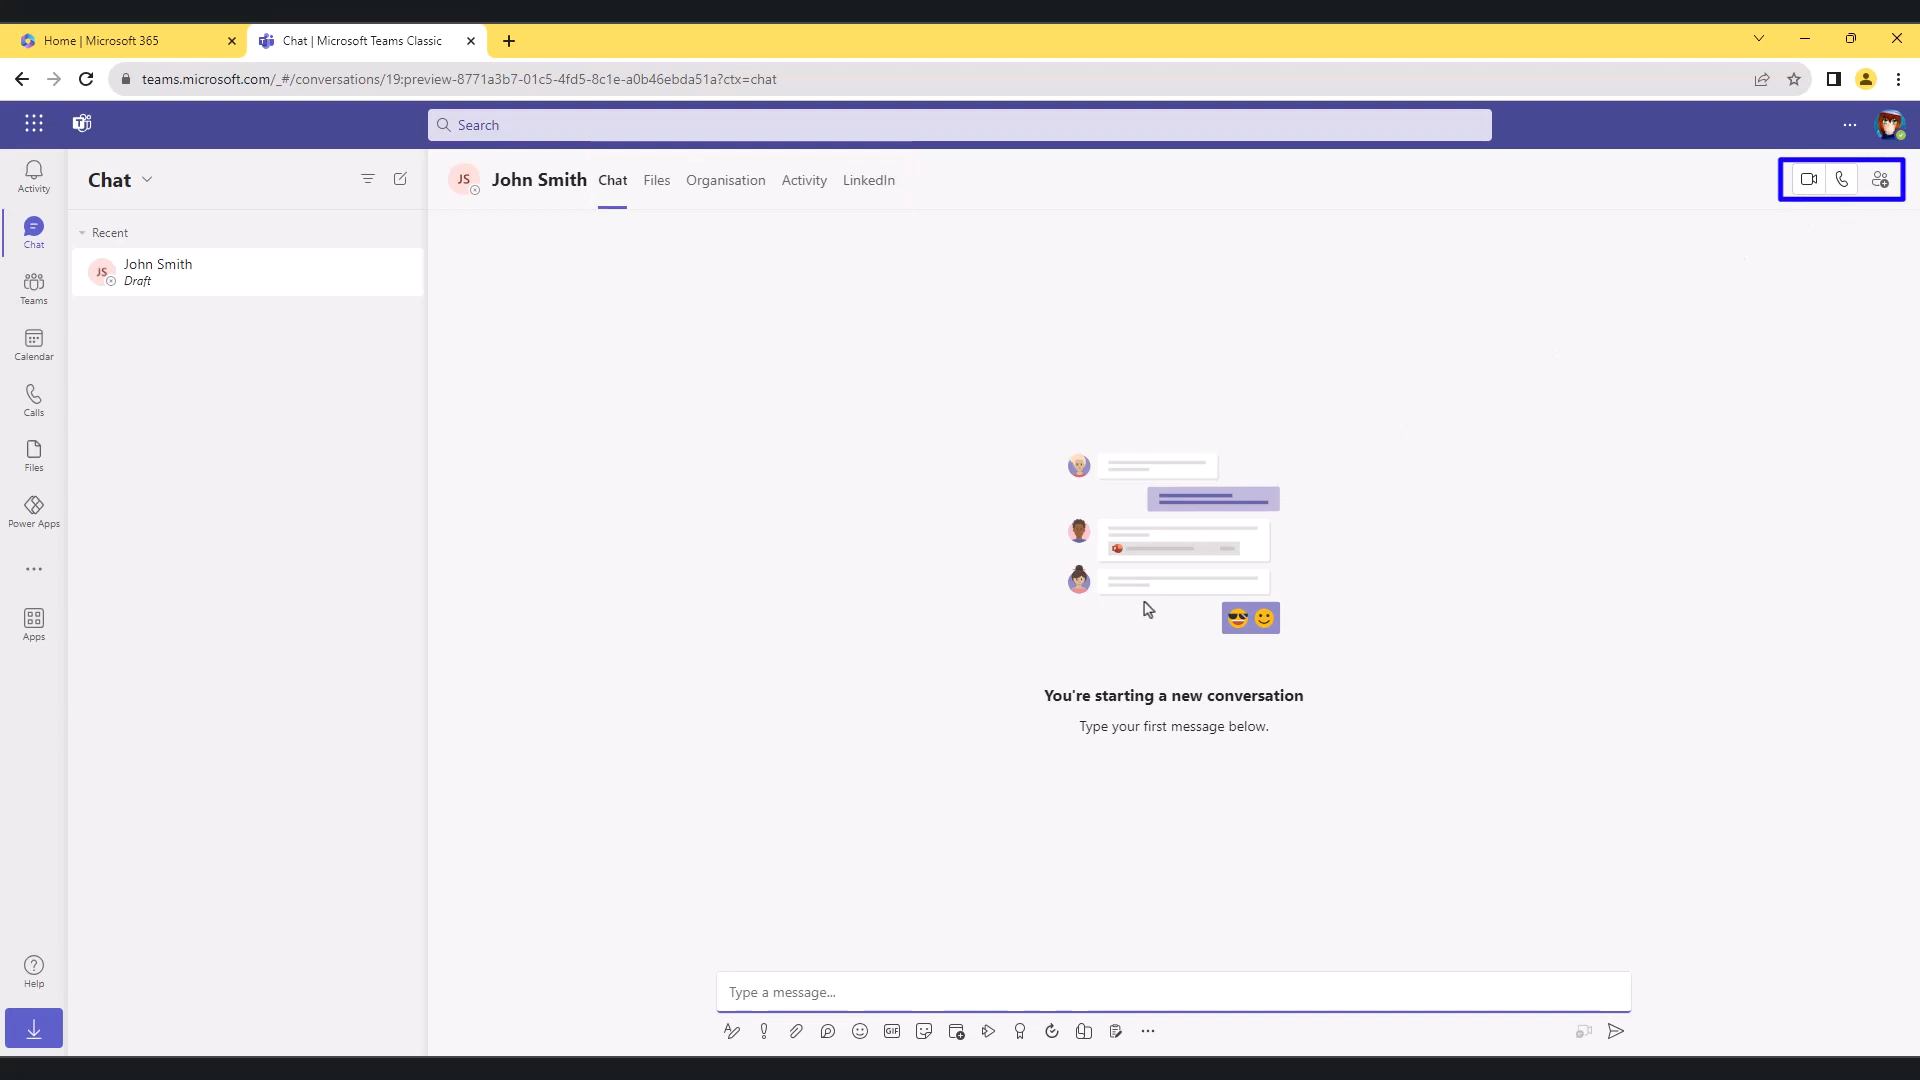 Home | Microsoft 365
Chat | Microsoft Teams Classic
teams.microsoft.com/_#/conversations/19:preview-8771a3b7-01c5-4fd5-8c1e-a0b46ebda51a?ctx=chat
Search
Activity
Chat
Teams
Calendar
Calls
Files
Power Apps
Apps
Help
Chat
Recent
JS
John Smith
Draft
JS
John Smith
Chat
Files
Organisation
Activity
LinkedIn
You're starting a new conversation
Type your first message below.
Type a message...
GIF